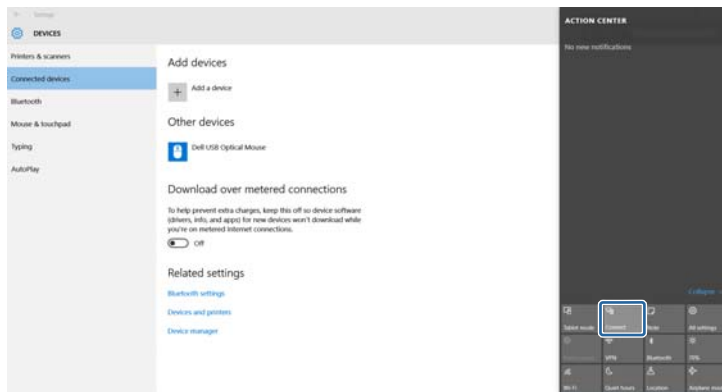 Settings
DEVICES
Printers & scanners
Connected devices
Bluetooth
Mouse & touchpad
Typing
AutoPlay
Add devices
Add a device
Other devices
Dell USB Optical Mouse
Download over metered connections
To help prevent extra charges, keep this off so device software
(drivers, info, and apps) for new devices won't download while
you're on metered Internet connections.
Off
Related settings
Bluetooth settings
Devices and printers
Device manager
ACTION CENTER
No new notifications
Collapse
Tablet mode
Connect
Note
All settings
VPN
Bluetooth
70%
Wi-Fi
Quiet hours
Location
Airplane mode